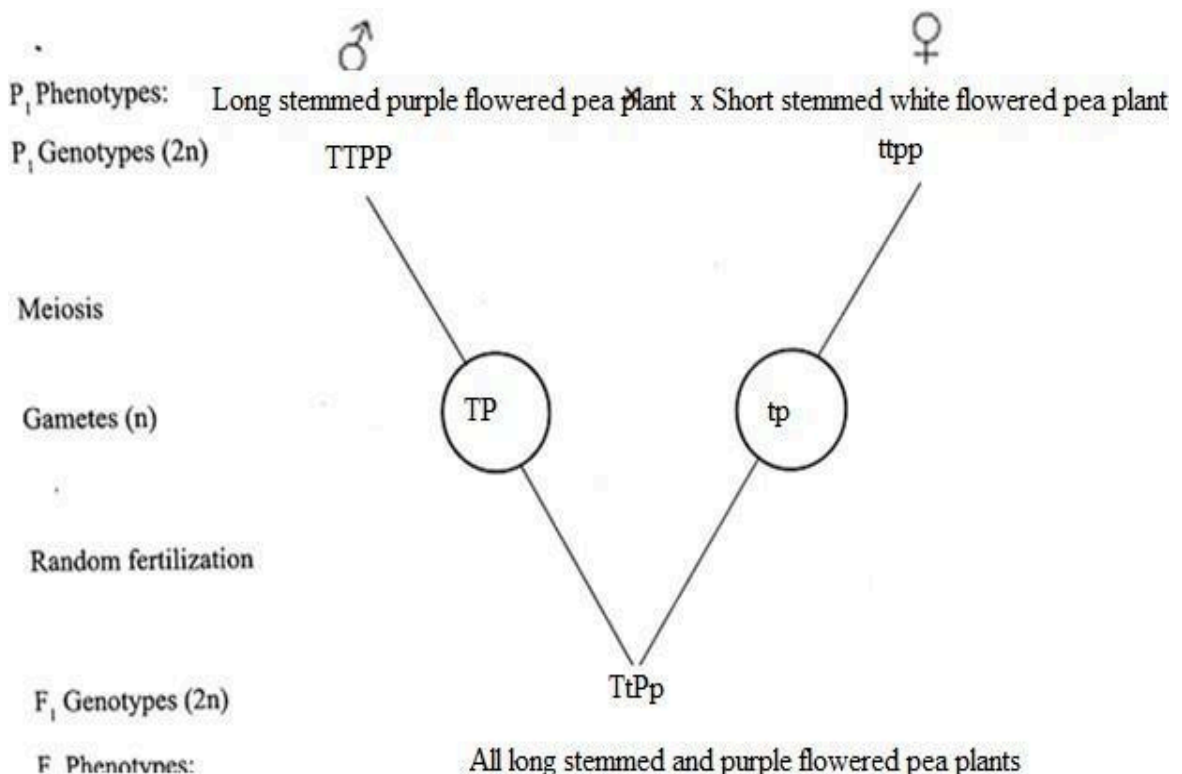 ♂ ♀
P₁ Phenotypes: Long stemmed purple flowered pea plant x Short stemmed white flowered pea plant
P₁ Genotypes (2n) TTPP ttpp
Meiosis
Gametes (n) TP tp
Random fertilization
F₁ Genotypes (2n) TtPp
F Phenotypes: All long stemmed and purple flowered pea plants